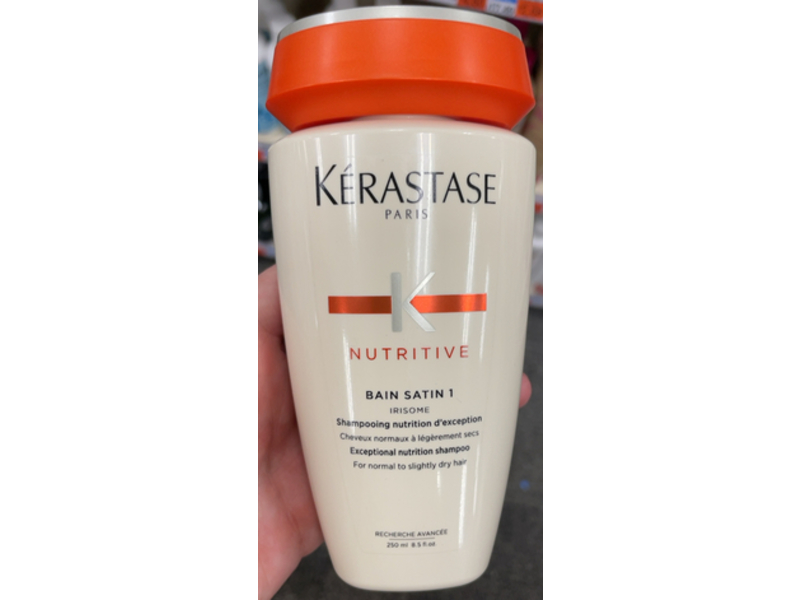 KÉRASTASE
PARIS
K
NUTRITIVE
BAIN SATIN 1
IRISOME
Shampooing nutrition d'exception
Cheveux normaux à légèrement secs
Exceptional nutrition shampoo
For normal to slightly dry hair
RECHERCHE AVANCÉE
250 ml 8.5 fl oz